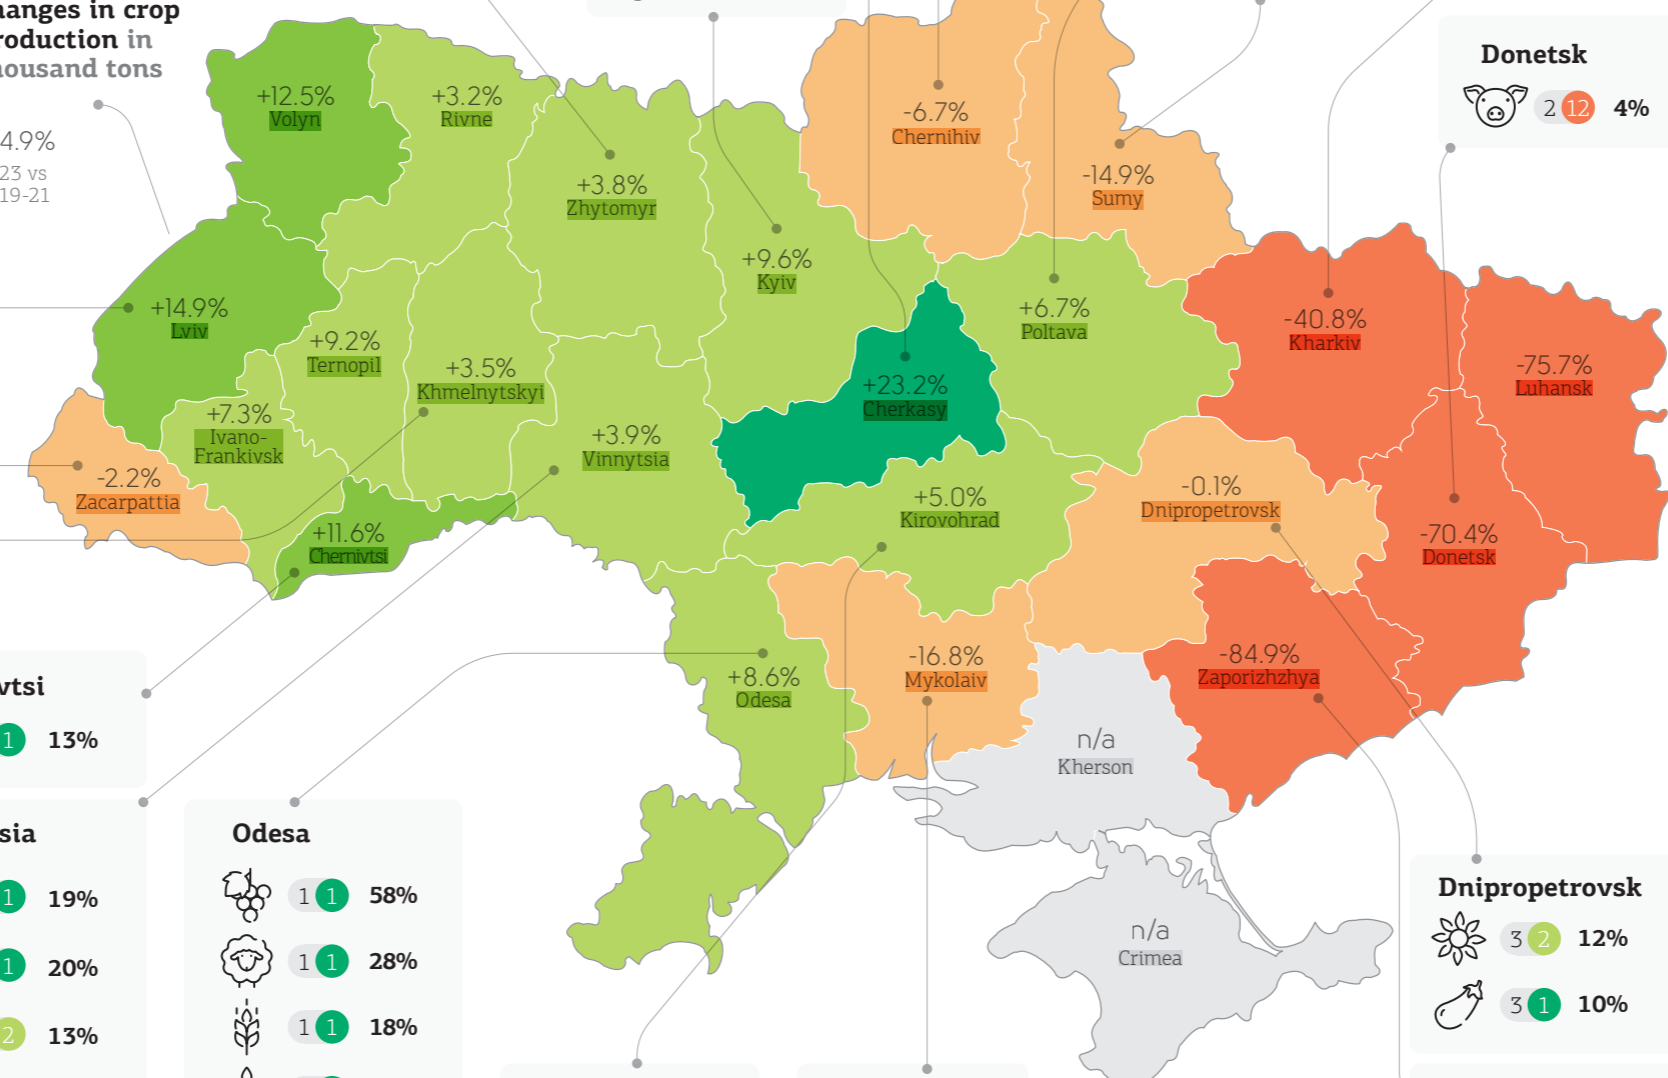 hanges in crop
roduction in
housand tons
4.9%
23 vs
19-21
+12.5%
Volyn
+3.2%
Rivne
+3.8%
Zhytomyr
+9.6%
Kyiv
-6.7%
Chernihiv
-14.9%
Sumy
Donetsk
2 12 4%
+14.9%
Lviv
+9.2%
Ternopil
+3.5%
Khmelnytskyi
+23.2%
Cherkasy
+6.7%
Poltava
-40.8%
Kharkiv
-75.7%
Luhansk
+7.3%
Ivano-
Frankivsk
-2.2%
Zacarpattia
+3.9%
Vinnytsia
+5.0%
Kirovohrad
-0.1%
Dnipropetrovsk
-70.4%
Donetsk
+11.6%
Chernivtsi
+8.6%
Odesa
-16.8%
Mykolaiv
-84.9%
Zaporizhzhya
n/a
Kherson
n/a
Crimea
vtsi
1 13%
sia
1 19%
1 20%
2 13%
Odesa
1 1 58%
1 1 28%
1 1 18%
Dnipropetrovsk
3 2 12%
3 1 10%